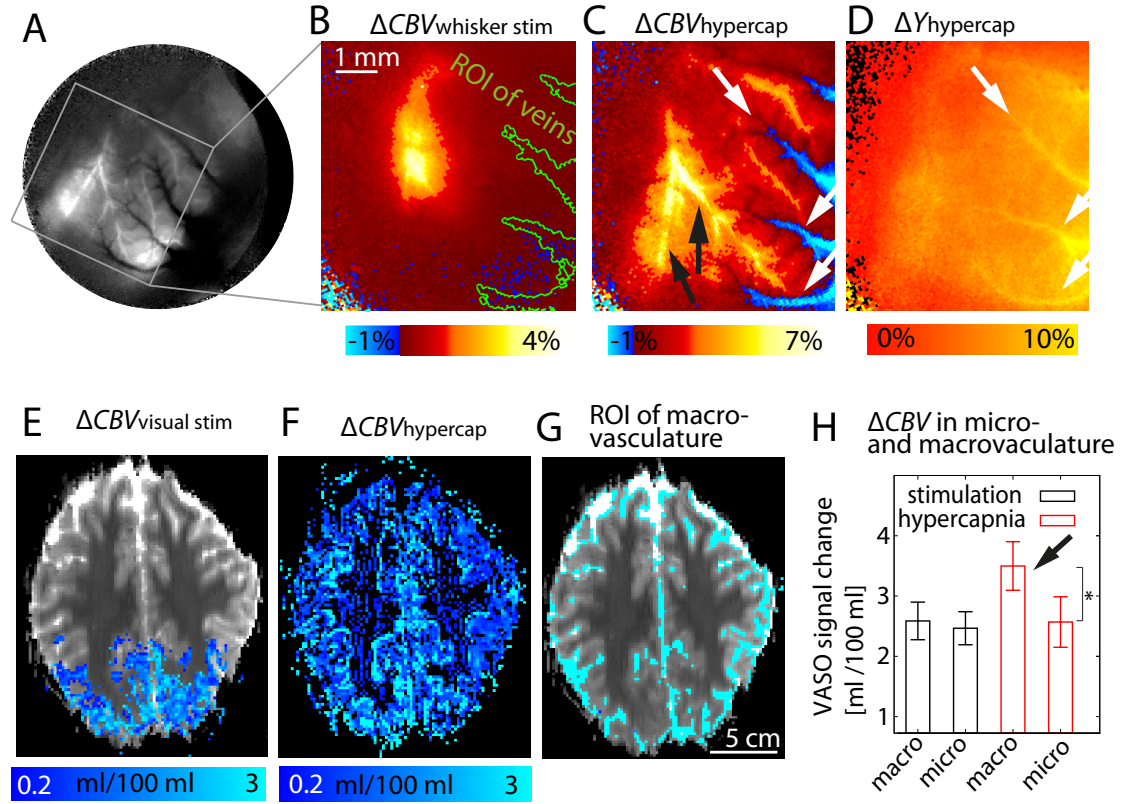 A
B
ΔCBVwhisker stim
C
ΔCBVhypercap
D
ΔYhypercap
1 mm
ROI of veins
-1% 4%
-1% 7%
0% 10%
E
ΔCBVvisual stim
F
ΔCBVhypercap
G
ROI of macro-
vasculature
H
ΔCBV in micro-
and macrovaculature
5 cm
0.2 ml/100 ml 3
0.2 ml/100 ml 3
VASO signal change
[ml /100 ml]
stimulation
hypercapnia
4
3
2
1
*
macro
micro
macro
micro